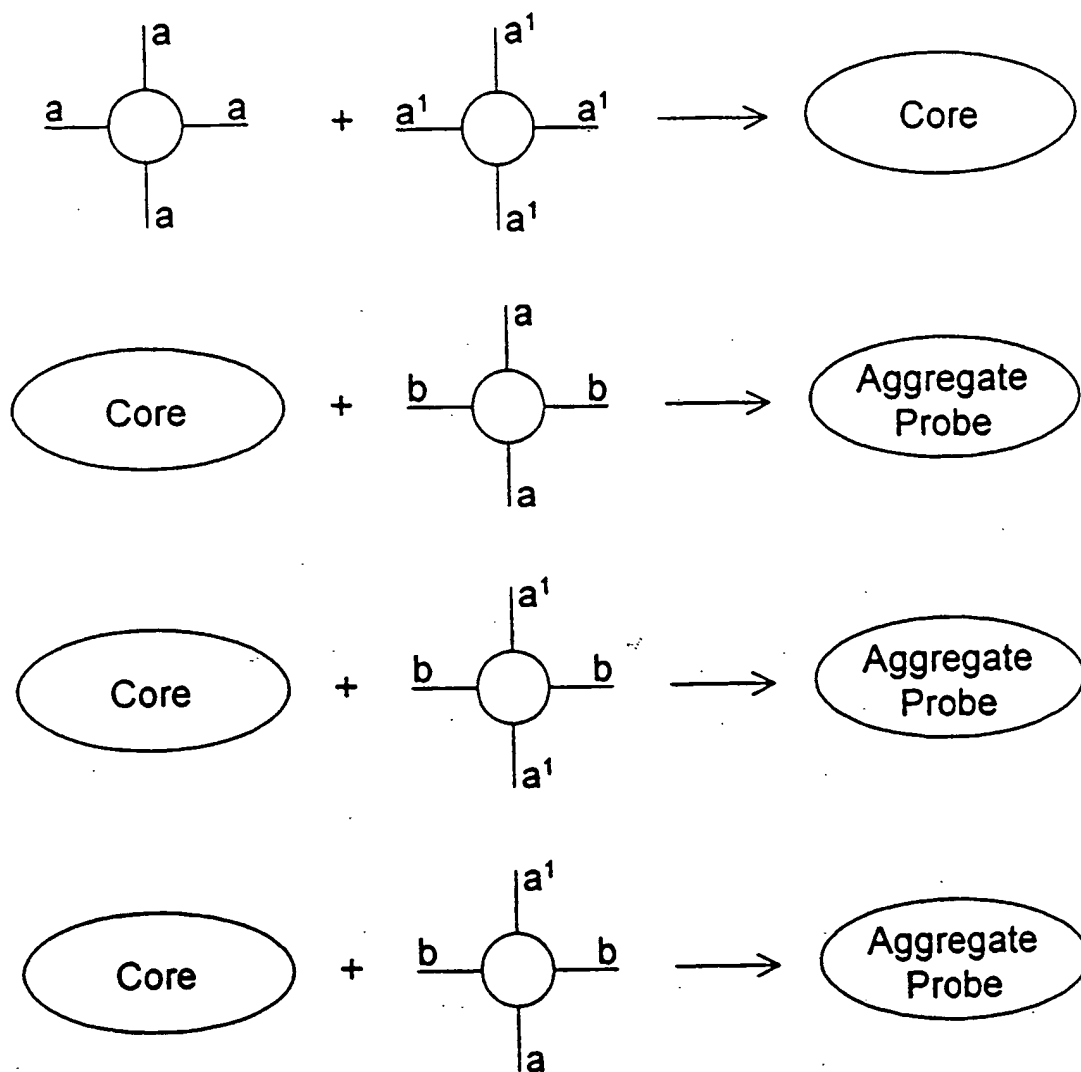 a a¹
a a + a¹ a¹ Core
a a¹
a
Core + b b Aggregate
Probe
a
a¹
Core + b b Aggregate
Probe
a¹
a¹
Core + b b Aggregate
Probe
a